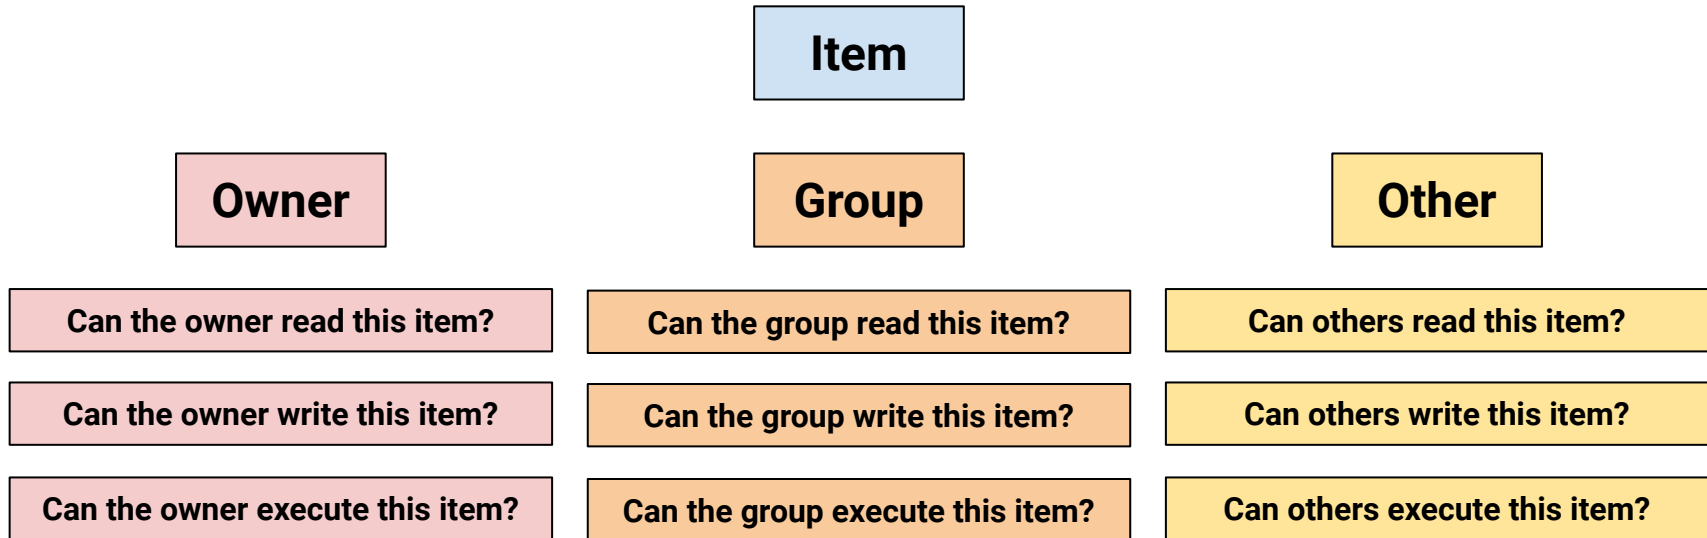 Item
Owner
Group
Other
Can the owner read this item?
Can the group read this item?
Can others read this item?
Can the owner write this item?
Can the group write this item?
Can others write this item?
Can the owner execute this item?
Can the group execute this item?
Can others execute this item?